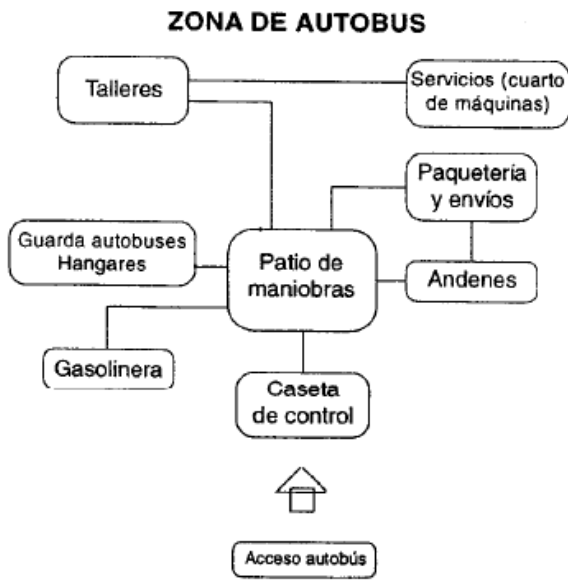 ZONA DE AUTOBUS
Talleres
Servicios (cuarto
de máquinas)
Paquetería
y envíos
Guarda autobuses
Hangares
Patio de
maniobras
Andenes
Gasolinera
Caseta
de control
Acceso autobús